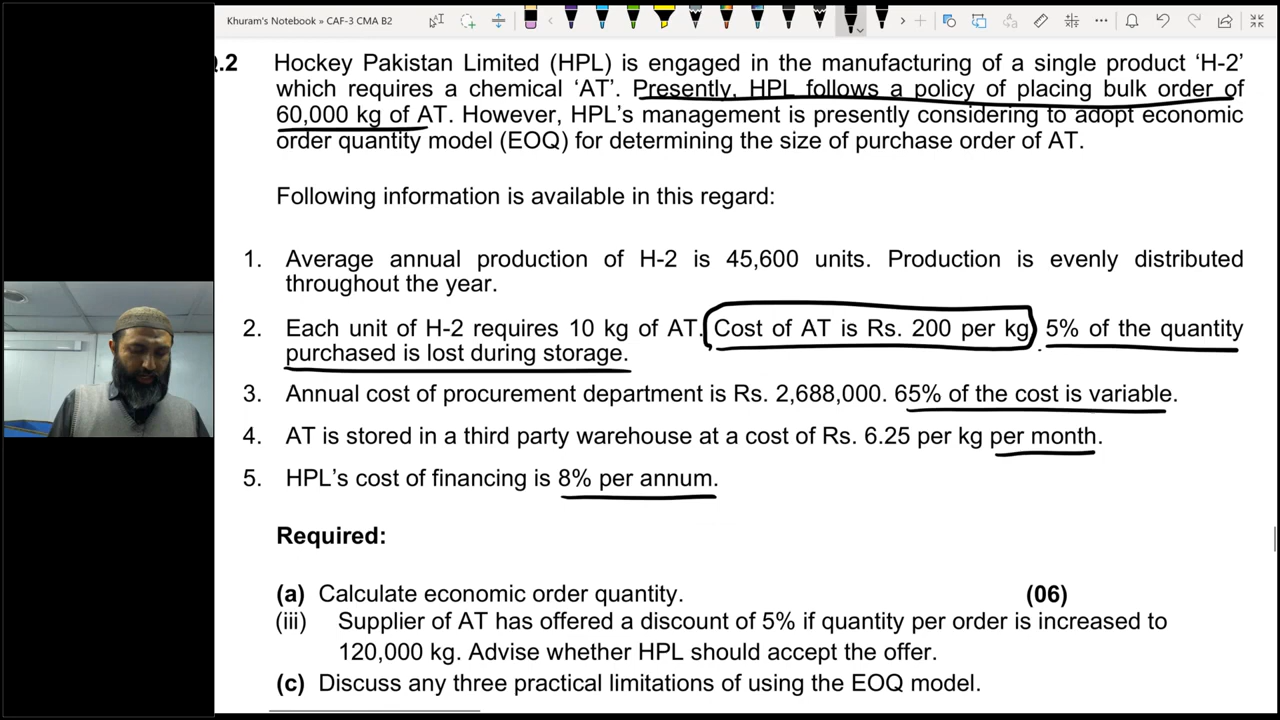 Khuram's Notebook » CAF-3 CMA B2
.2 Hockey Pakistan Limited (HPL) is engaged in the manufacturing of a single product ‘H-2’
which requires a chemical ‘AT’. Presently, HPL follows a policy of placing bulk order of
60,000 kg of AT. However, HPL’s management is presently considering to adopt economic
order quantity model (EOQ) for determining the size of purchase order of AT.
Following information is available in this regard:
1. Average annual production of H-2 is 45,600 units. Production is evenly distributed
throughout the year.
2. Each unit of H-2 requires 10 kg of AT. Cost of AT is Rs. 200 per kg. 5% of the quantity
purchased is lost during storage.
3. Annual cost of procurement department is Rs. 2,688,000. 65% of the cost is variable.
4. AT is stored in a third party warehouse at a cost of Rs. 6.25 per kg per month.
5. HPL’s cost of financing is 8% per annum.
Required:
(a) Calculate economic order quantity. (06)
(iii) Supplier of AT has offered a discount of 5% if quantity per order is increased to
120,000 kg. Advise whether HPL should accept the offer.
(c) Discuss any three practical limitations of using the EOQ model.